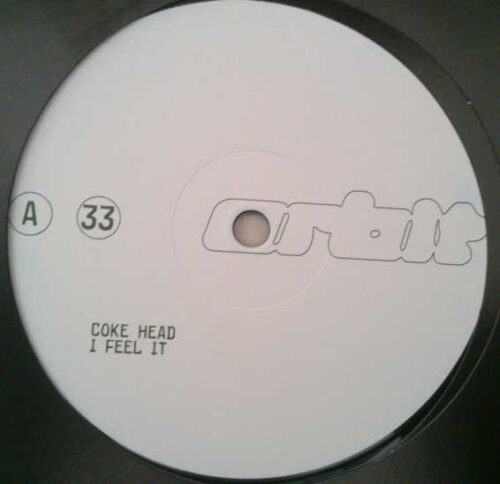 A
33
COKE HEAD
I FEEL IT